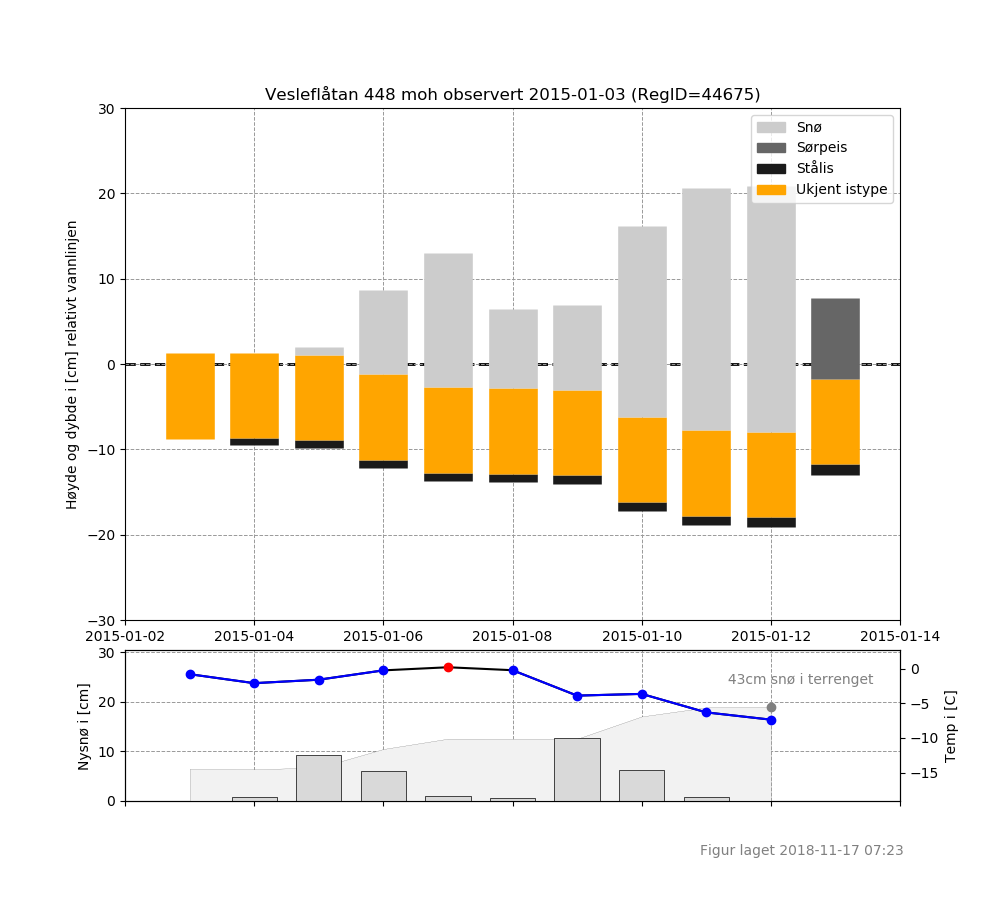 Vesleflåtan 448 moh observert 2015-01-03 (RegID=44675)
Snø
Sørpeis
Stålis
Ukjent istype
Høyde og dybde i [cm] relativt vannlinjen
30
20
10
0
−10
−20
−30
2015-01-02 2015-01-04 2015-01-06 2015-01-08 2015-01-10 2015-01-12 2015-01-14
Nysnø i [cm]
30
20
10
0
43cm snø i terrenget
0
−5
−10
−15
Temp i [C]
Figur laget 2018-11-17 07:23